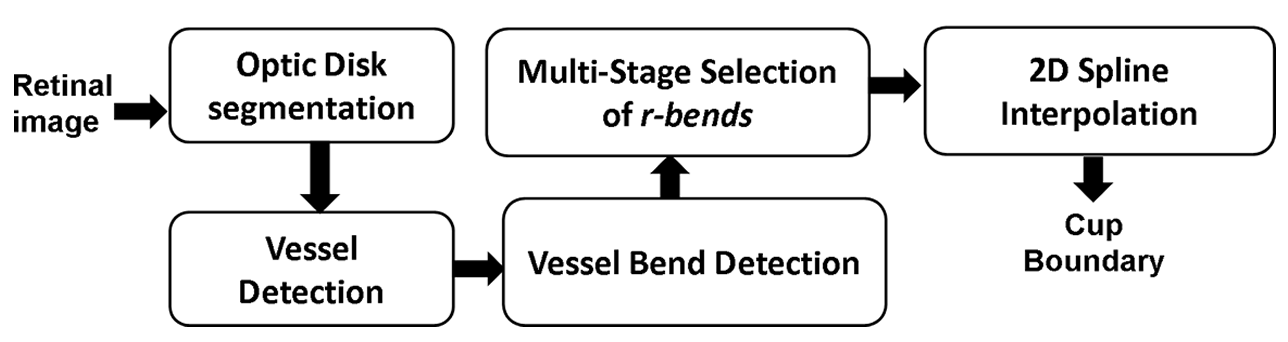 Retinal
image
Optic Disk
segmentation
Vessel
Detection
Vessel Bend Detection
Multi-Stage Selection
of r-bends
2D Spline
Interpolation
Cup
Boundary